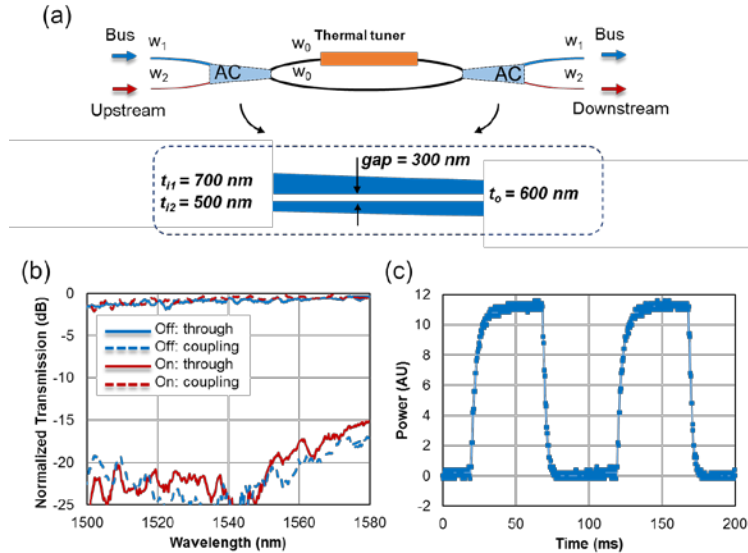 (a)
Thermal tuner
Bus w₁ w₀ w₁ Bus
AC w₀ AC
w₂ w₂
Upstream Downstream
gap = 300 nm
tᵢ₁ = 700 nm
tᵢ₂ = 500 nm
tₒ = 600 nm
(b)
Normalized Transmission (dB)
0
-5
-10
-15
-20
-25
Off: through
Off: coupling
On: through
On: coupling
1500 1520 1540 1560 1580
Wavelength (nm)
(c)
Power (AU)
12
10
8
6
4
2
0
-2
0 50 100 150 200
Time (ms)